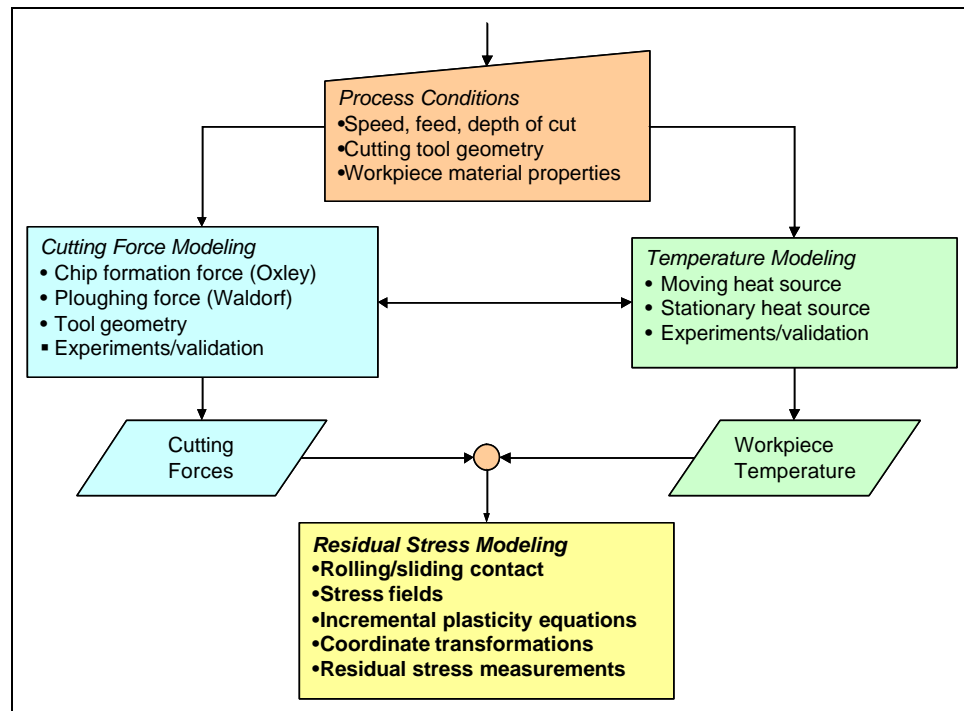 Process Conditions
•Speed, feed, depth of cut
•Cutting tool geometry
•Workpiece material properties
Cutting Force Modeling
• Chip formation force (Oxley)
• Ploughing force (Waldorf)
• Tool geometry
▪ Experiments/validation
Temperature Modeling
• Moving heat source
• Stationary heat source
• Experiments/validation
Cutting
Forces
Workpiece
Temperature
Residual Stress Modeling
•Rolling/sliding contact
•Stress fields
•Incremental plasticity equations
•Coordinate transformations
•Residual stress measurements